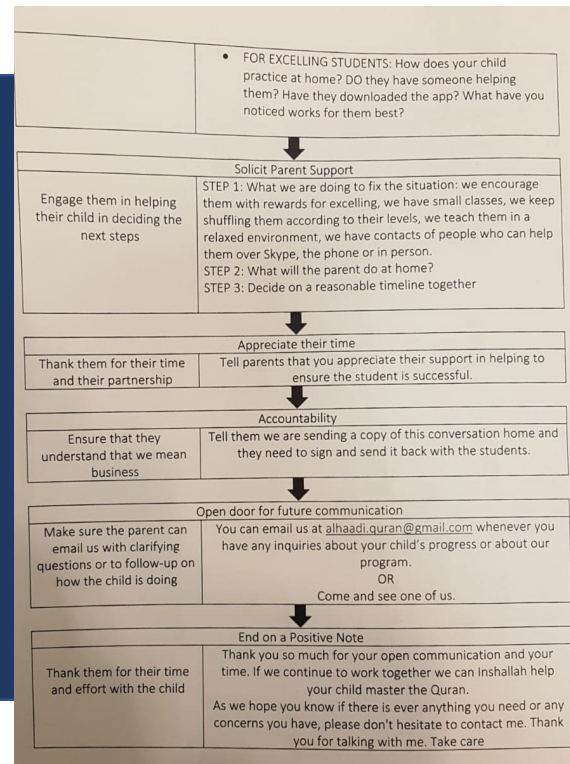 • FOR EXCELLING STUDENTS: How does your child
practice at home? DO they have someone helping
them? Have they downloaded the app? What have you
noticed works for them best?
Solicit Parent Support
Engage them in helping
their child in deciding the
next steps
STEP 1: What we are doing to fix the situation: we encourage
them with rewards for excelling, we have small classes, we keep
shuffling them according to their levels, we teach them in a
relaxed environment, we have contacts of people who can help
them over Skype, the phone or in person.
STEP 2: What will the parent do at home?
STEP 3: Decide on a reasonable timeline together
Appreciate their time
Thank them for their time
and their partnership
Tell parents that you appreciate their support in helping to
ensure the student is successful.
Accountability
Ensure that they
understand that we mean
business
Tell them we are sending a copy of this conversation home and
they need to sign and send it back with the students.
Open door for future communication
Make sure the parent can
email us with clarifying
questions or to follow-up on
how the child is doing
You can email us at alhaadi.quran@gmail.com whenever you
have any inquiries about your child's progress or about our
program.
OR
Come and see one of us.
End on a Positive Note
Thank them for their time
and effort with the child
Thank you so much for your open communication and your
time. If we continue to work together we can Inshallah help
your child master the Quran.
As we hope you know if there is ever anything you need or any
concerns you have, please don't hesitate to contact me. Thank
you for talking with me. Take care